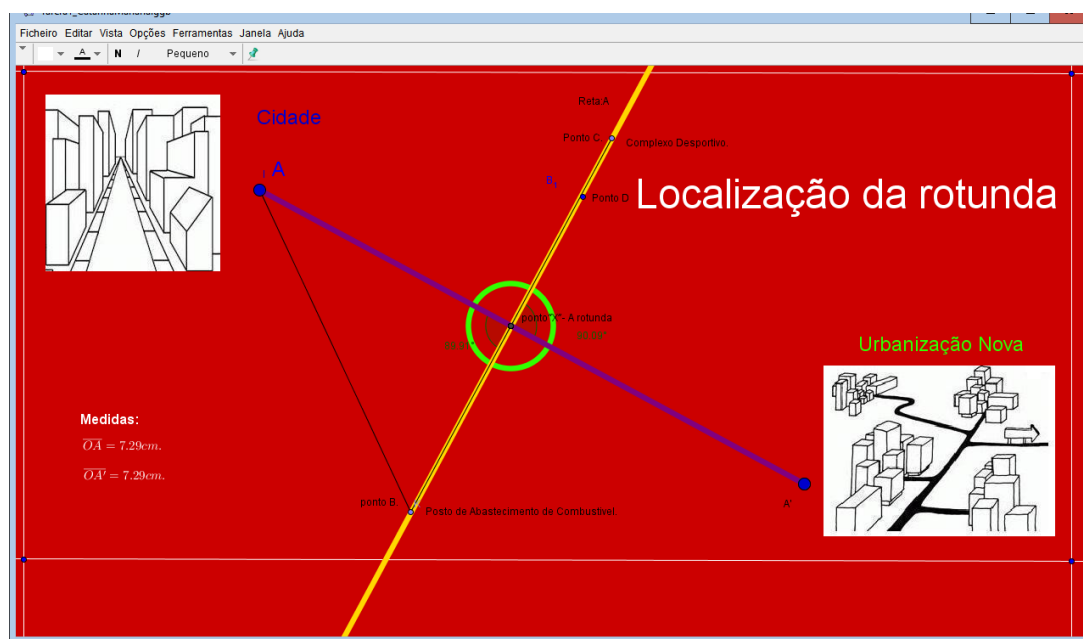 Ficheiro Editar Vista Opções Ferramentas Janela Ajuda
A N I Pequeno
Reta:A
Cidade
Ponto C.
Complexo Desportivo.
A
Ponto D
Localização da rotunda
ponto"X"- A rotunda
Urbanização Nova
Medidas:
OA = 7.29cm.
OA' = 7.29cm.
ponto B.
Posto de Abastecimento de Combustível.
A'